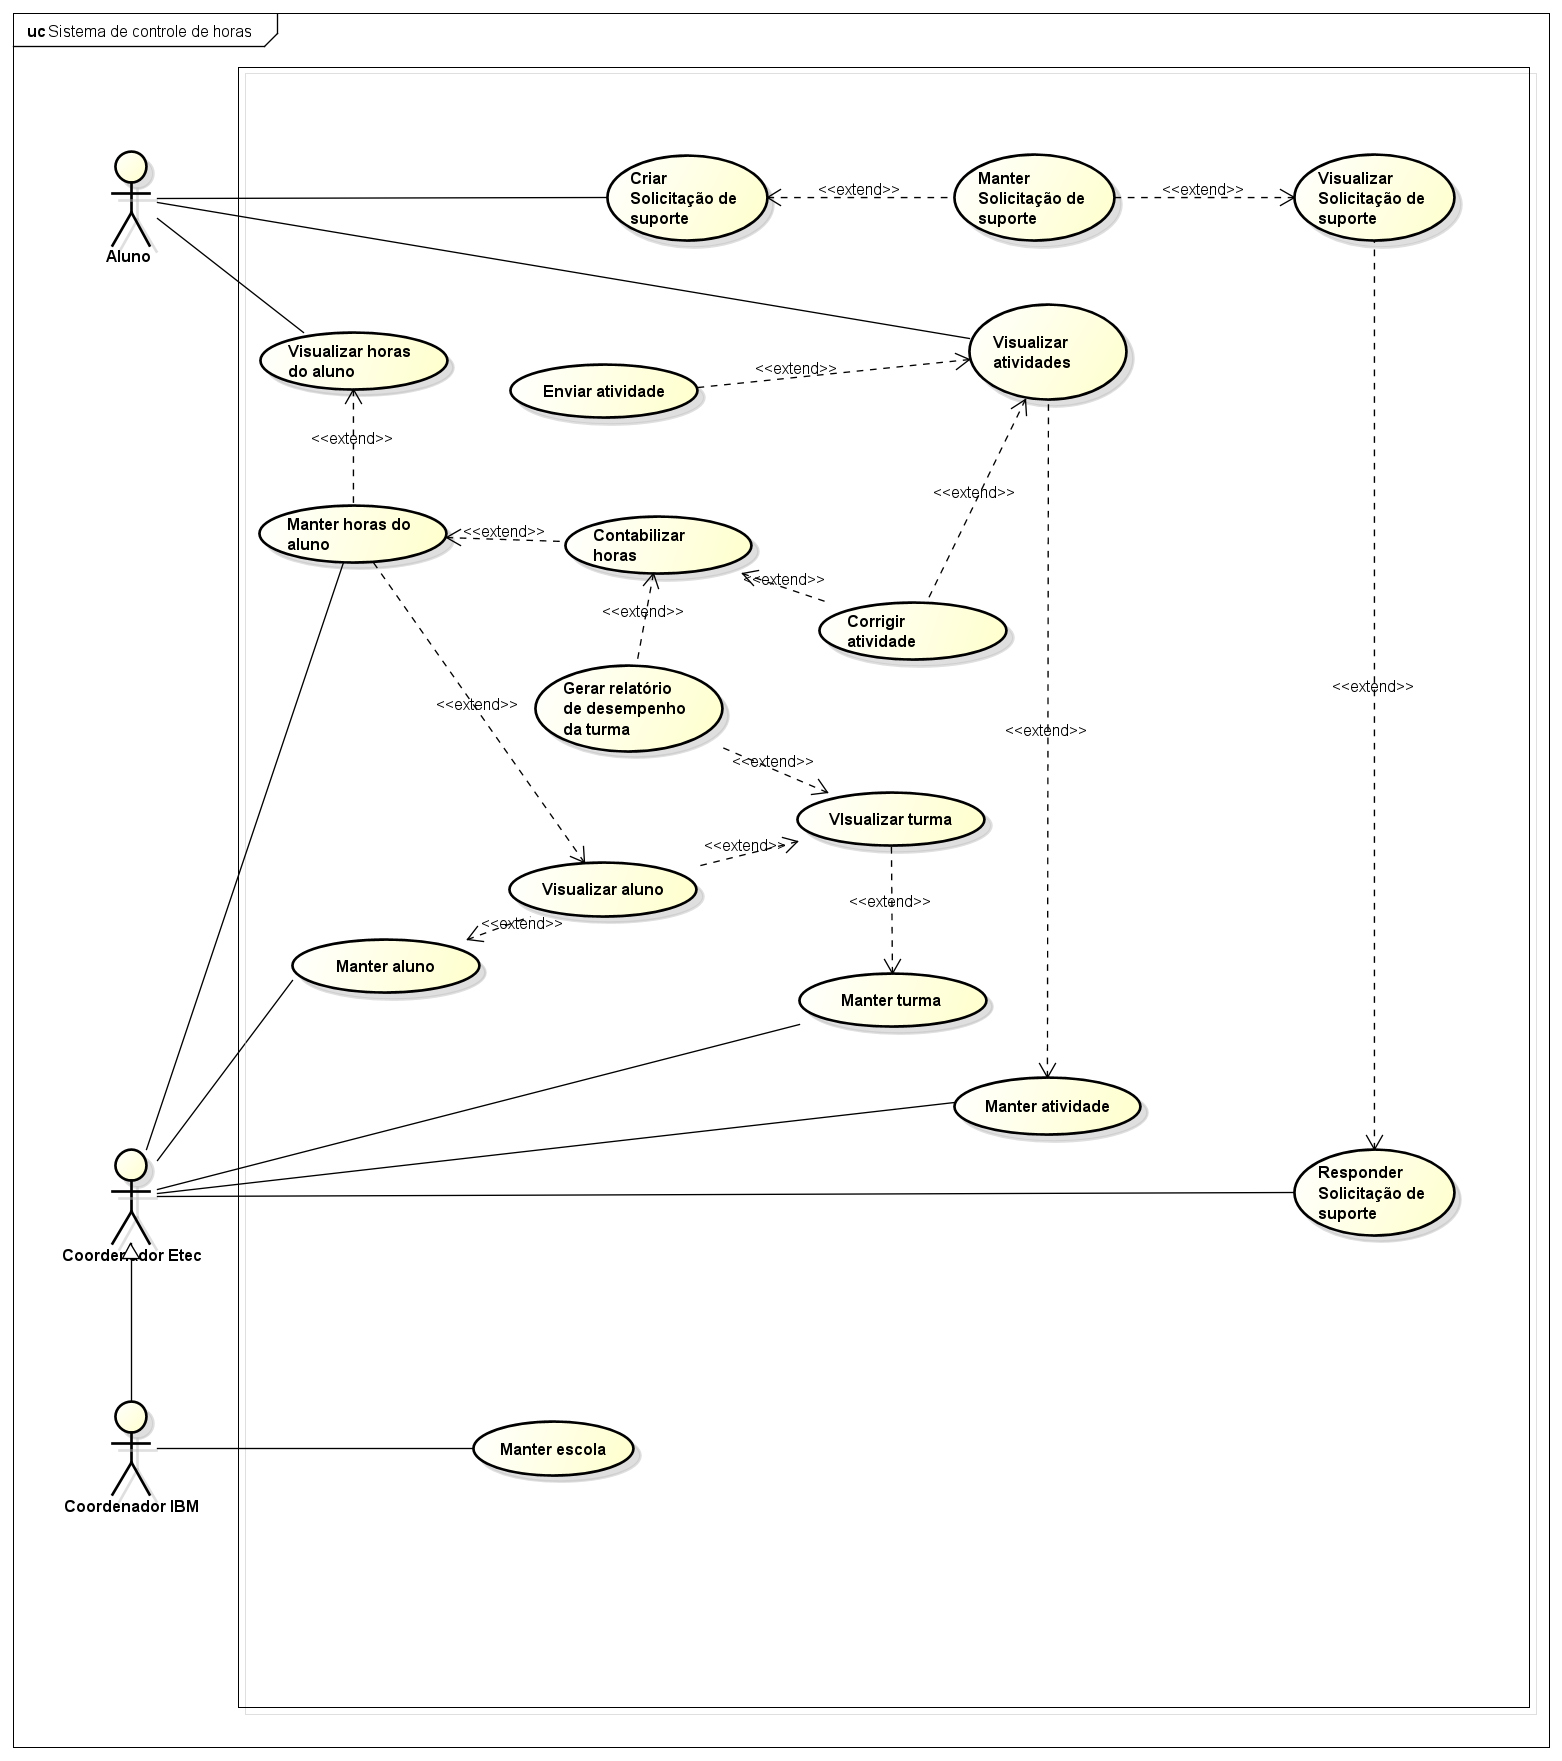 uc Sistema de controle de horas
Criar
Solicitação de
suporte
<<extend>>
Manter
Solicitação de
suporte
<<extend>>
Visualizar
Solicitação de
suporte
Aluno
Visualizar horas
do aluno
Enviar atividade
<<extend>>
Visualizar
atividades
<<extend>>
<<extend>>
Manter horas do
aluno
<<extend>>
Contabilizar
horas
<<extend>>
<<extend>>
Corrigir
atividade
<<extend>>
Gerar relatório
de desempenho
da turma
<<extend>>
<<extend>>
<<extend>>
<<extend>>
VIsualizar turma
<<extend>>
Visualizar aluno
<<extend>>
<<extend>>
Manter aluno
Manter turma
Manter atividade
Responder
Solicitação de
suporte
Coordenador Etec
Manter escola
Coordenador IBM